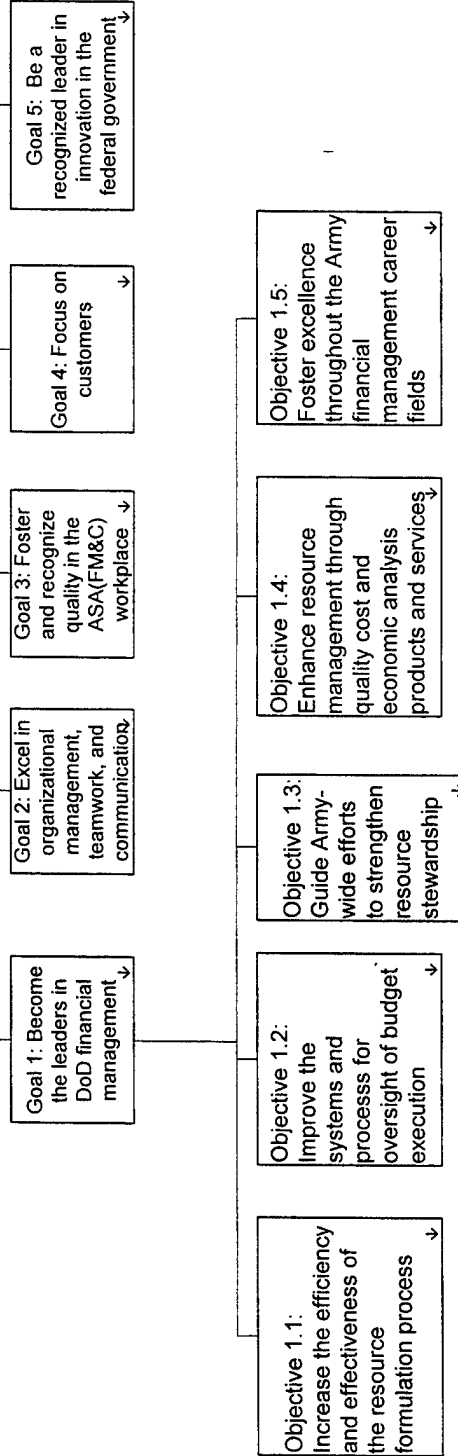 Goal 1: Become
the leaders in
DoD financial
management
Goal 2: Excel in
organizational
management,
teamwork, and
communication
Goal 3: Foster
and recognize
quality in the
ASA(FM&C)
workplace
Goal 4: Focus on
customers
Goal 5: Be a
recognized leader in
innovation in the
federal government
Objective 1.1:
Increase the efficiency
and effectiveness of
the resource
formulation process
Objective 1.2:
Improve the
systems and
processs for
oversight of budget
execution
Objective 1.3:
Guide Army-
wide efforts
to strengthen
resource
stewardship
Objective 1.4:
Enhance resource
management through
quality cost and
economic analysis
products and services
Objective 1.5:
Foster excellence
throughout the Army
financial
management career
fields